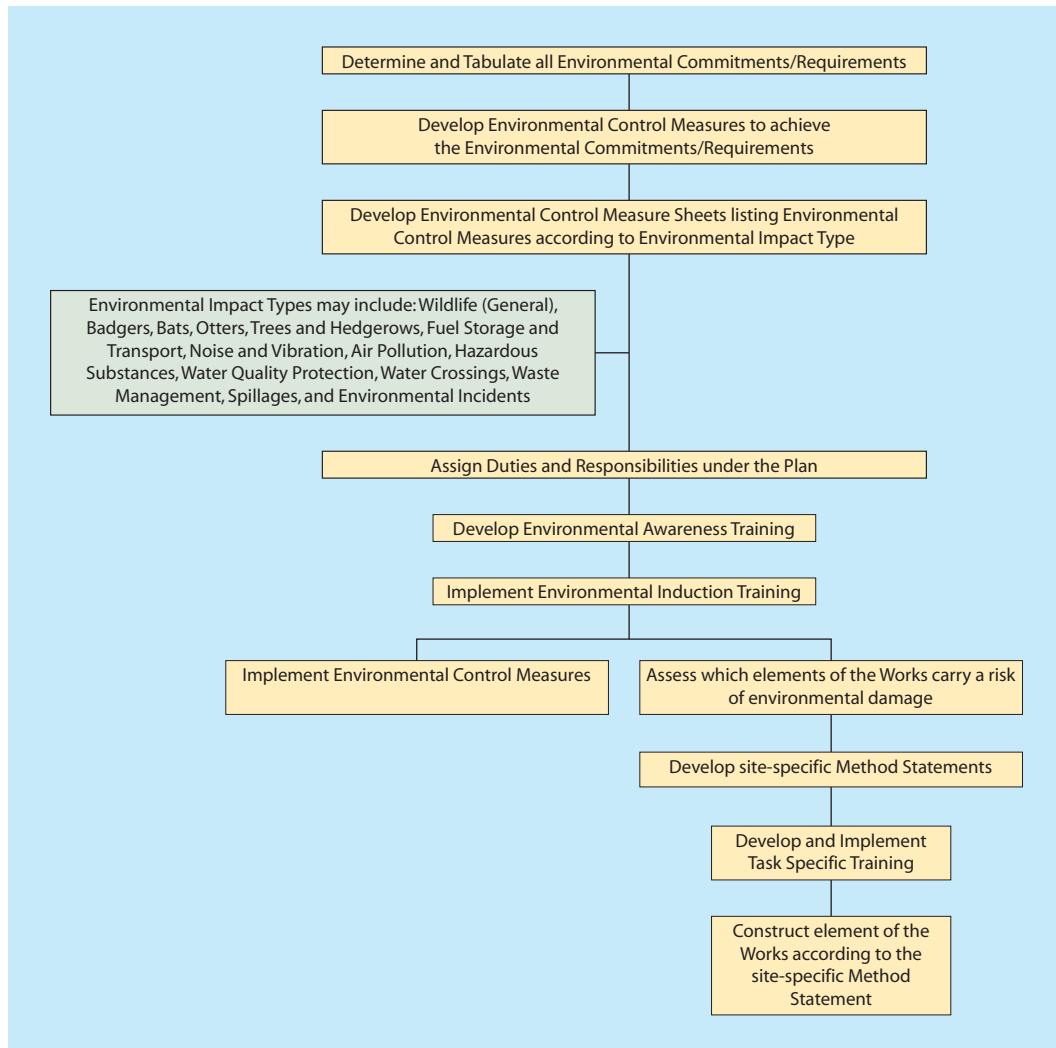 Determine and Tabulate all Environmental Commitments/Requirements
Develop Environmental Control Measures to achieve
the Environmental Commitments/Requirements
Develop Environmental Control Measure Sheets listing Environmental
Control Measures according to Environmental Impact Type
Environmental Impact Types may include: Wildlife (General),
Badgers, Bats, Otters, Trees and Hedgerows, Fuel Storage and
Transport, Noise and Vibration, Air Pollution, Hazardous
Substances, Water Quality Protection, Water Crossings, Waste
Management, Spillages, and Environmental Incidents
Assign Duties and Responsibilities under the Plan
Develop Environmental Awareness Training
Implement Environmental Induction Training
Implement Environmental Control Measures
Assess which elements of the Works carry a risk
of environmental damage
Develop site-specific Method Statements
Develop and Implement
Task Specific Training
Construct element of the
Works according to the
site-specific Method
Statement